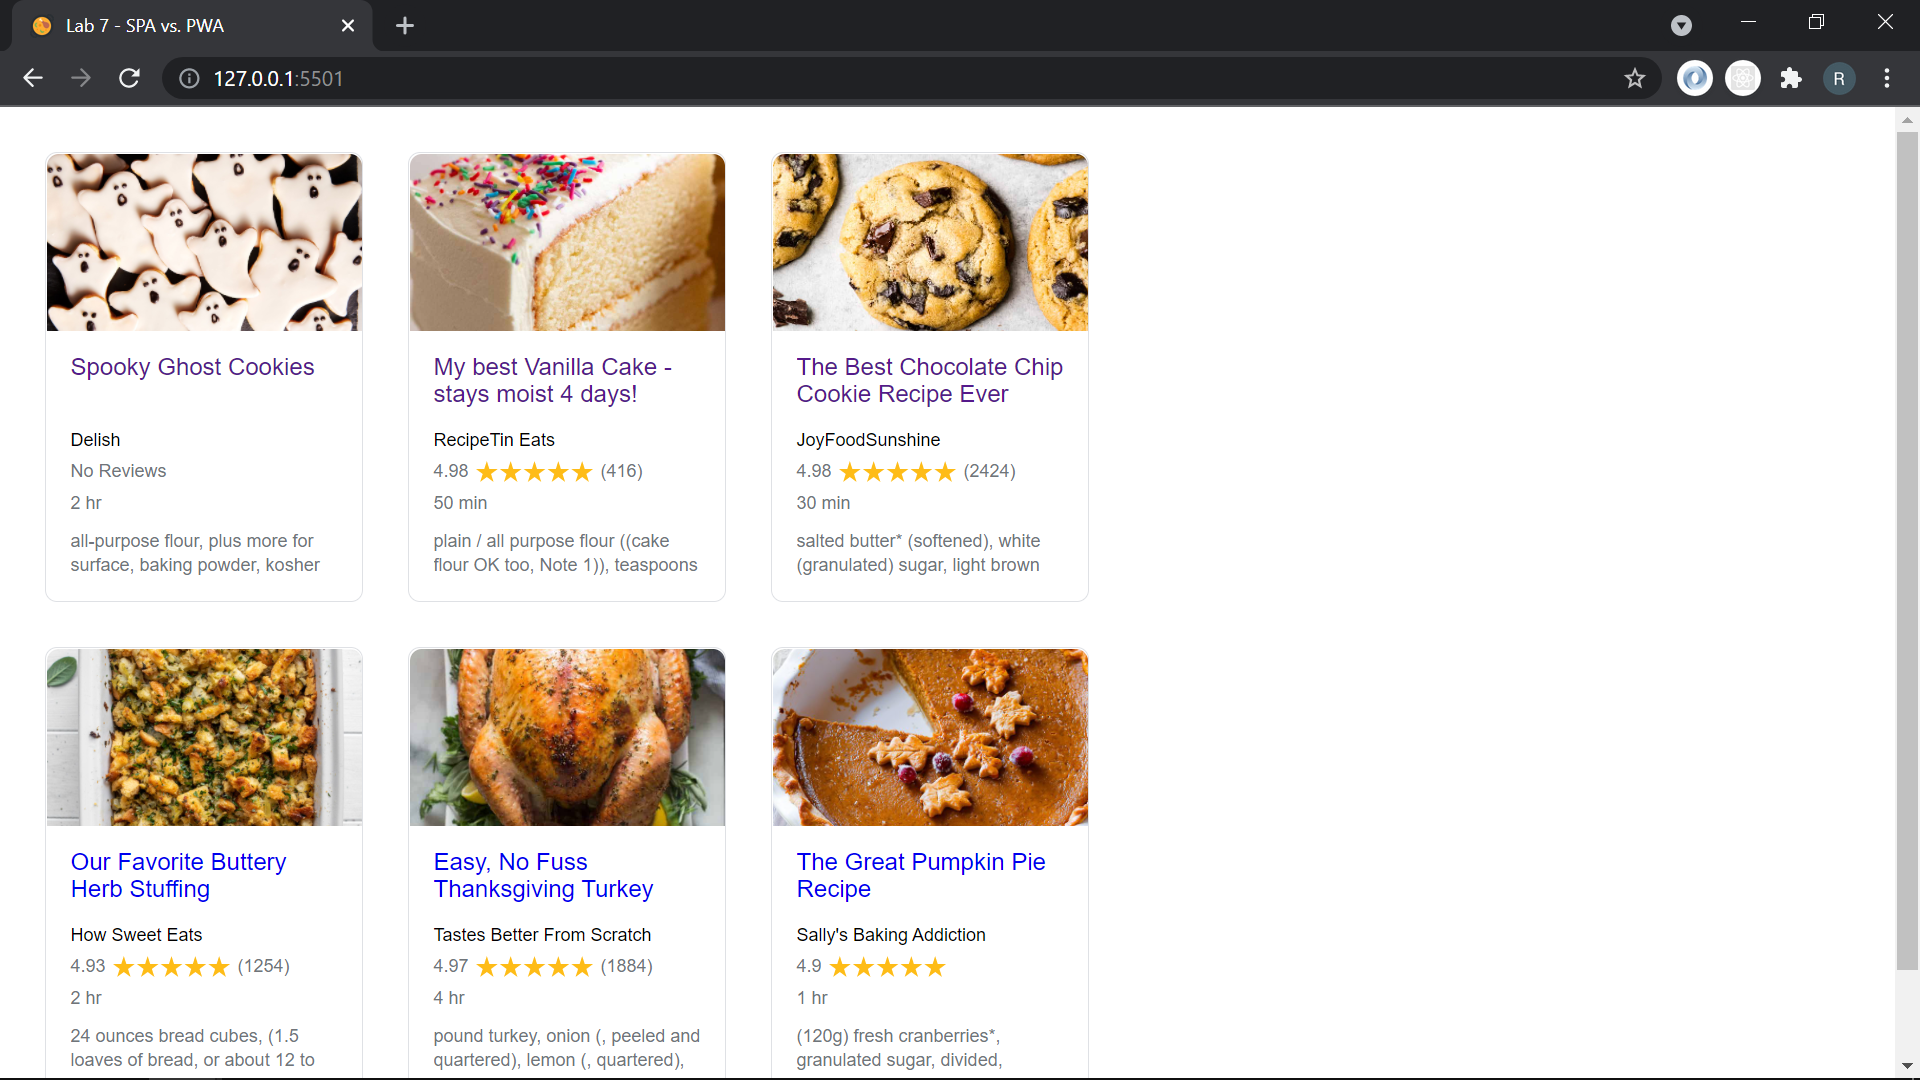 Lab 7 - SPA vs. PWA
127.0.0.1:5501
R
Spooky Ghost Cookies
Delish
No Reviews
2 hr
all-purpose flour, plus more for
surface, baking powder, kosher
My best Vanilla Cake -
stays moist 4 days!
RecipeTin Eats
4.98 ★★★★★ (416)
50 min
plain / all purpose flour ((cake
flour OK too, Note 1)), teaspoons
The Best Chocolate Chip
Cookie Recipe Ever
JoyFoodSunshine
4.98 ★★★★★ (2424)
30 min
salted butter* (softened), white
(granulated) sugar, light brown
Our Favorite Buttery
Herb Stuffing
How Sweet Eats
4.93 ★★★★★ (1254)
2 hr
24 ounces bread cubes, (1.5
loaves of bread, or about 12 to
Easy, No Fuss
Thanksgiving Turkey
Tastes Better From Scratch
4.97 ★★★★★ (1884)
4 hr
pound turkey, onion (, peeled and
quartered), lemon (, quartered),
The Great Pumpkin Pie
Recipe
Sally's Baking Addiction
4.9 ★★★★★
1 hr
(120g) fresh cranberries*,
granulated sugar, divided,